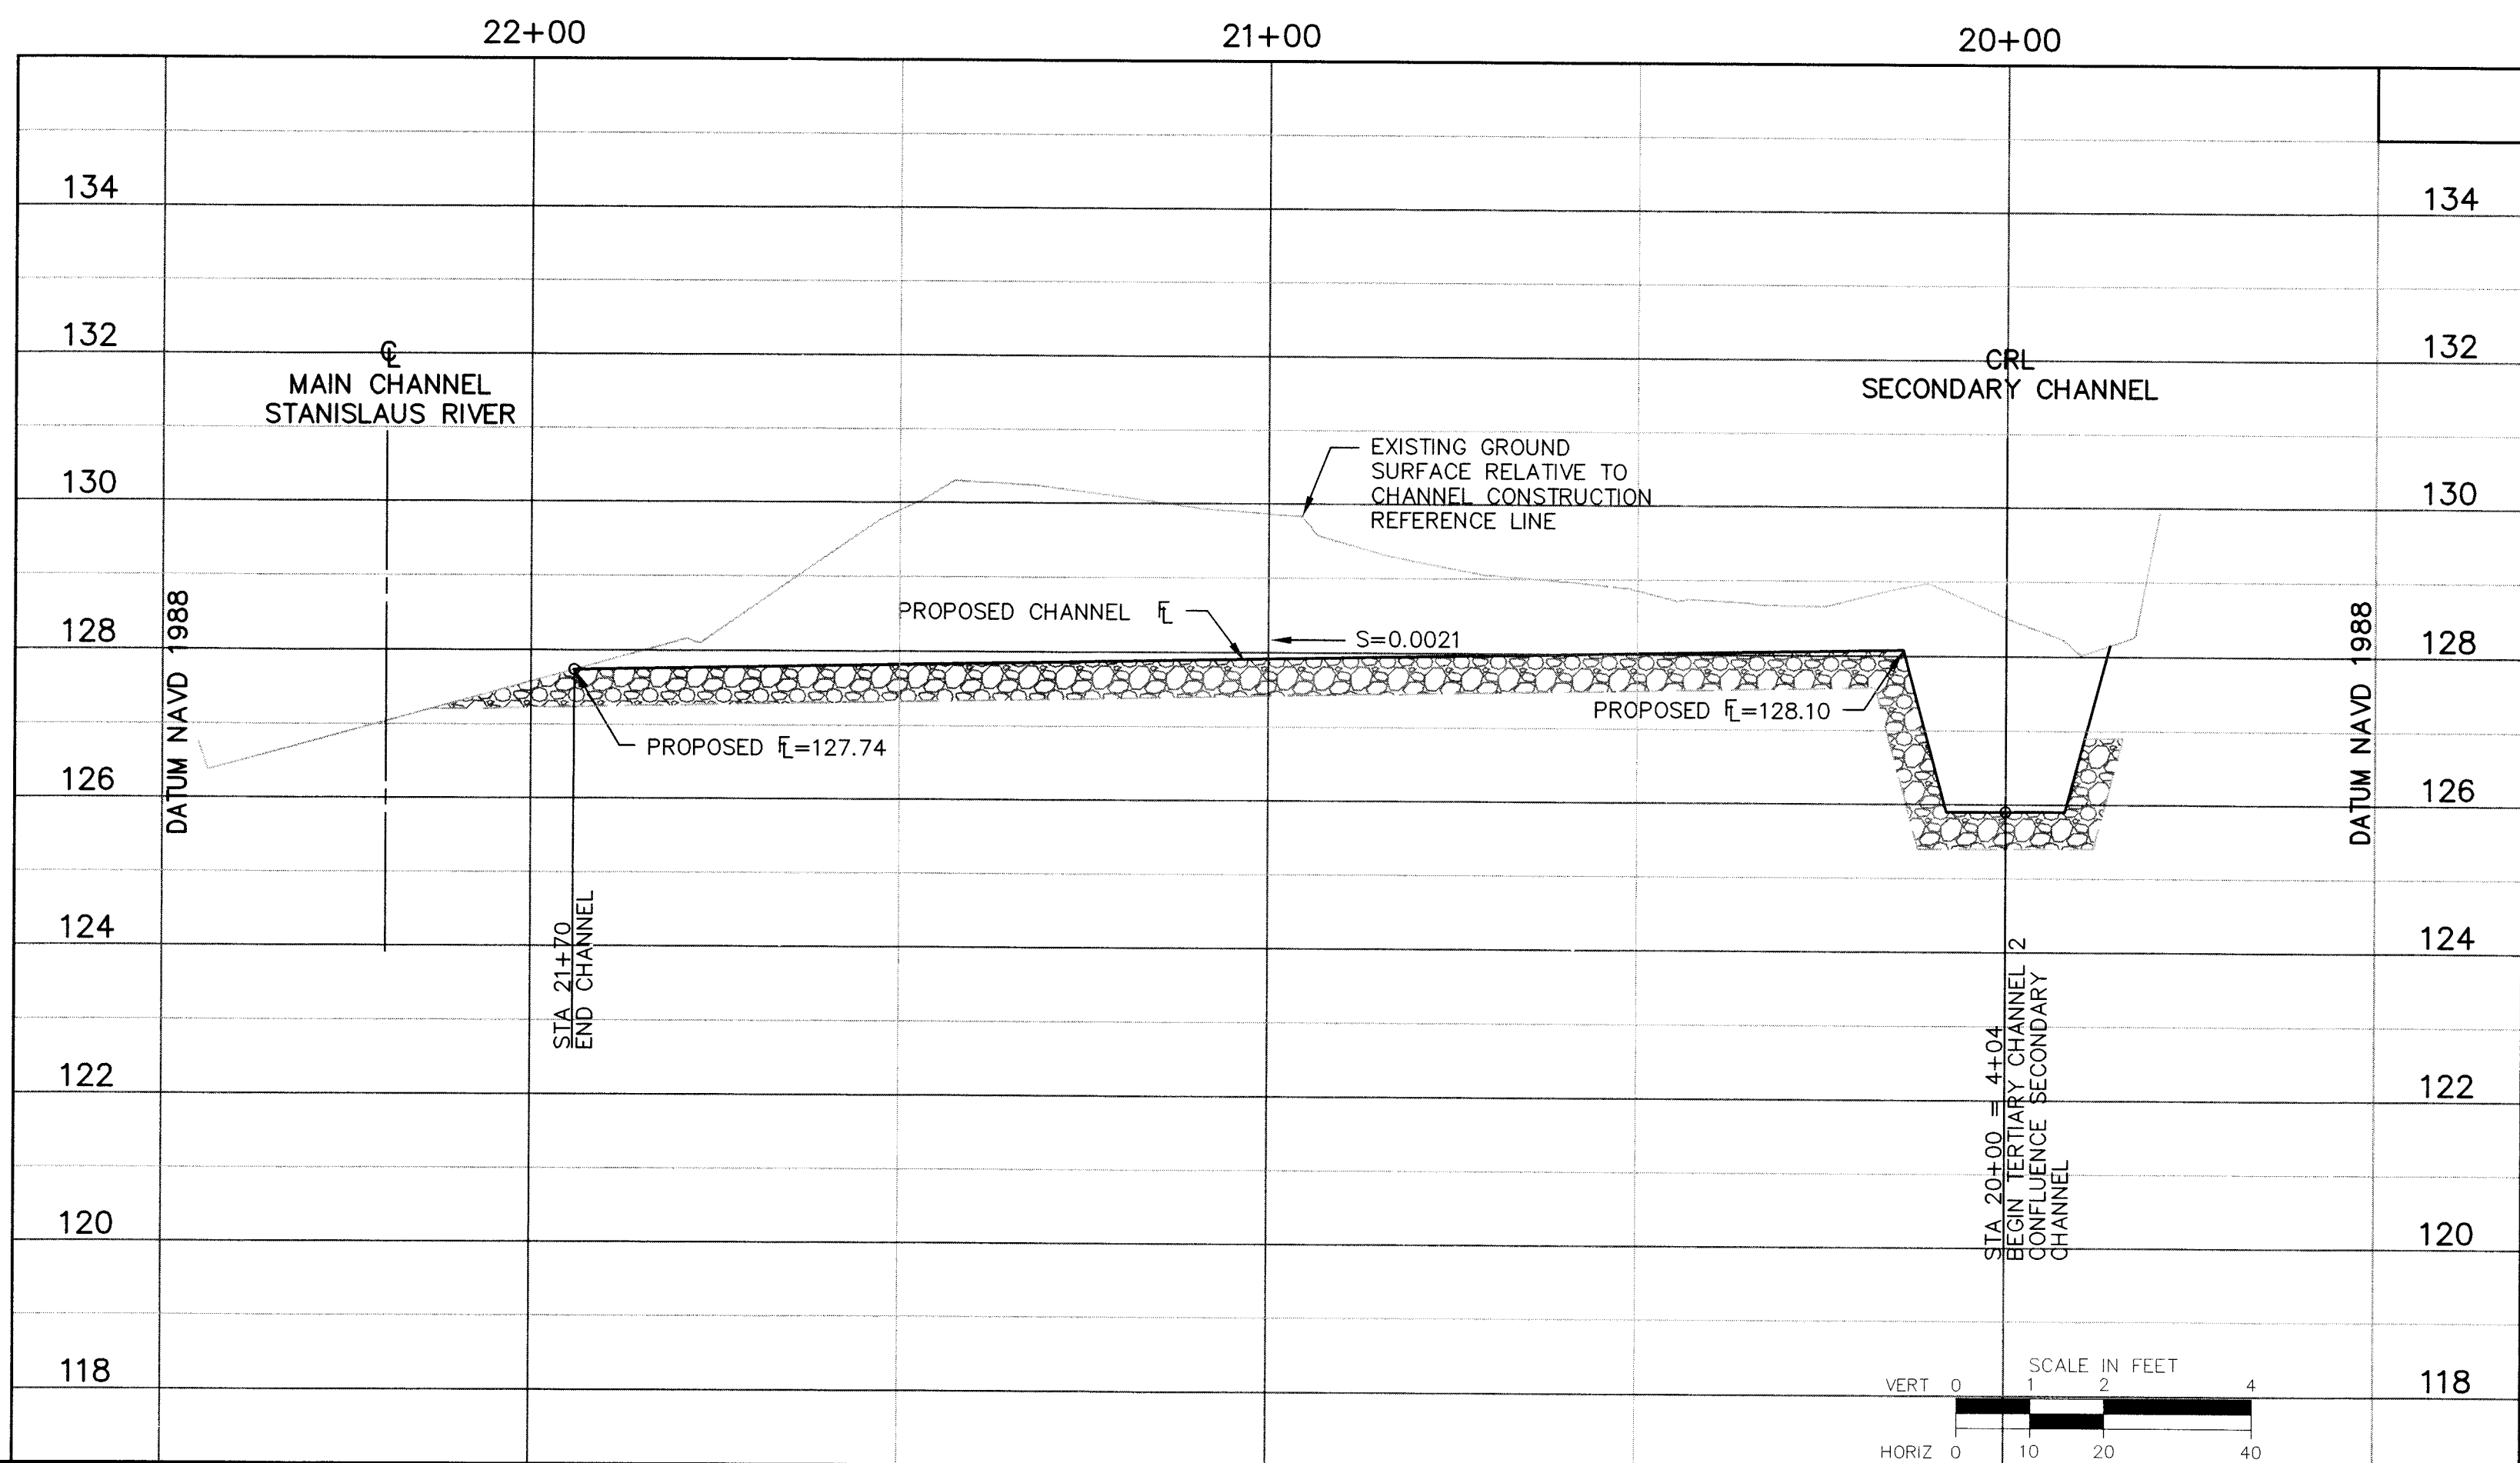 22+00 21+00 20+00
134 134
132 132
℄ CRL
MAIN CHANNEL SECONDARY CHANNEL
STANISLAUS RIVER
EXISTING GROUND
SURFACE RELATIVE TO
CHANNEL CONSTRUCTION
REFERENCE LINE
130 130
PROPOSED CHANNEL FL
S=0.0021
128 128
DATUM NAVD 1988
DATUM NAVD 1988
PROPOSED FL=128.10
PROPOSED FL=127.74
126 126
124 124
STA 21+70
END CHANNEL
STA 20+00 = 4+04
BEGIN TERTIARY CHANNEL 2
CONFLUENCE SECONDARY
CHANNEL
122 122
120 120
118 118
SCALE IN FEET
VERT 0 1 2 4
HORIZ 0 10 20 40